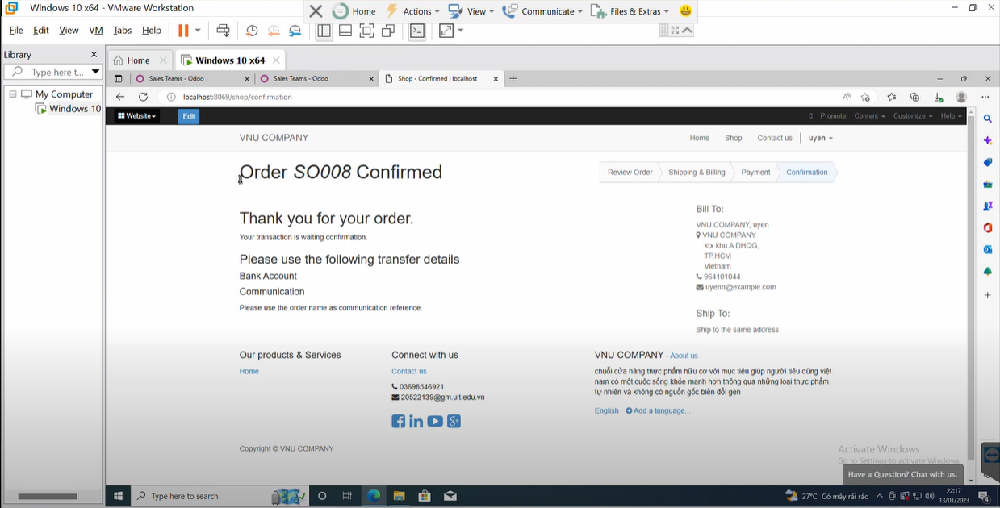 Windows 10 x64 - VMware Workstation
Home Actions View Communicate Files & Extras
File Edit View VM Tabs Help
Library
Home Windows 10 x64
Type here t...
Sales Teams - Odoo Sales Teams - Odoo Shop - Confirmed | localhost
My Computer
localhost:8069/shop/confirmation
Windows 10
Website Edit Promote Content Customize Help
VNU COMPANY Home Shop Contact us uyen
Order SO008 Confirmed
Review Order Shipping & Billing Payment Confirmation
Thank you for your order.
Your transaction is waiting confirmation.
Please use the following transfer details
Bank Account
Communication
Please use the order name as communication reference.
Bill To:
VNU COMPANY, uyen
VNU COMPANY
ktx khu A DHQG,
TP.HCM
Vietnam
964101044
uyenn@example.com
Ship To:
Ship to the same address
Our products & Services
Home
Connect with us
Contact us
03698546921
20522139@gm.uit.edu.vn
VNU COMPANY - About us
chuỗi cửa hàng thực phẩm hữu cơ với mục tiêu giúp người tiêu dùng việt
nam có một cuộc sống khỏe mạnh hơn thông qua những loại thực phẩm
tự nhiên và không có nguồn gốc biến đổi gen
English Add a language...
Copyright © VNU COMPANY
Activate Windows
Go to Settings to activate Windows.
Have a Question? Chat with us.
Type here to search
27°C Có mây rải rác
22:17
13/01/2023
4